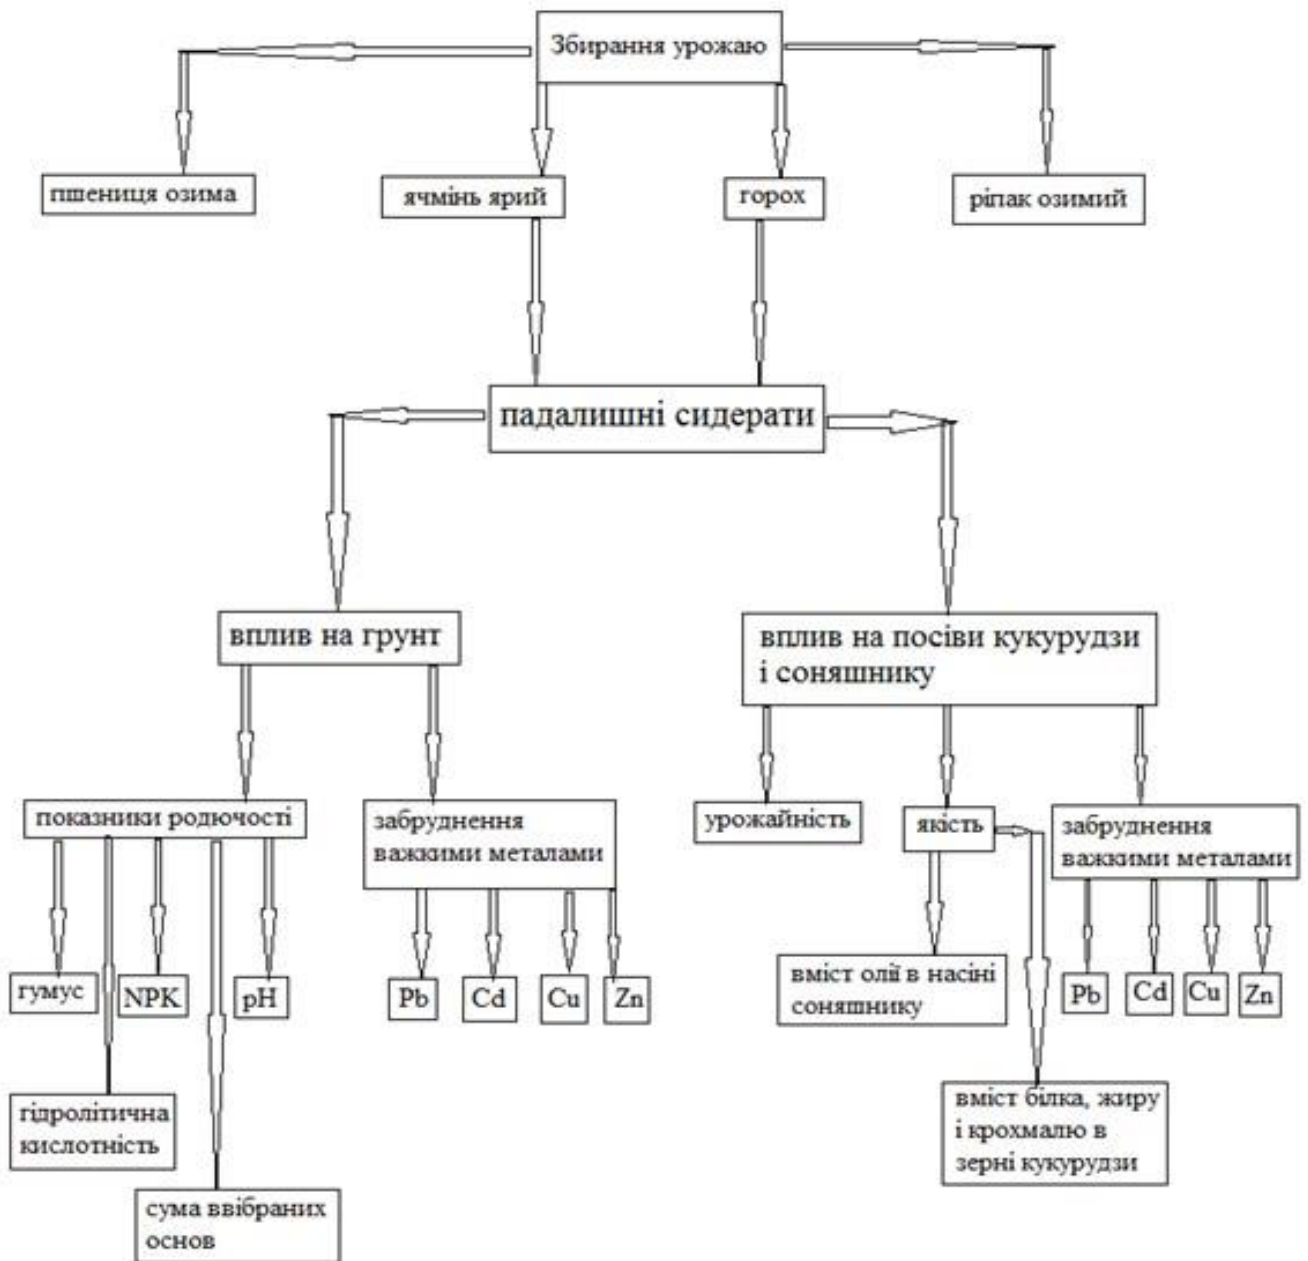 Збирання урожаю
пшениця озима
ячмінь ярий
горох
ріпак озимий
падалишні сидерати
вплив на грунт
вплив на посіви кукурудзи
і соняшнику
показники родючості
забруднення
важкими металами
урожайність
якість
забруднення
важкими металами
гумус
NPK
pH
Pb
Cd
Cu
Zn
вміст олії в насіні
соняшнику
Pb
Cd
Cu
Zn
гідролітична
кислотність
вміст білка, жиру
і крохмалю в
зерні кукурудзи
сума ввібраних
основ